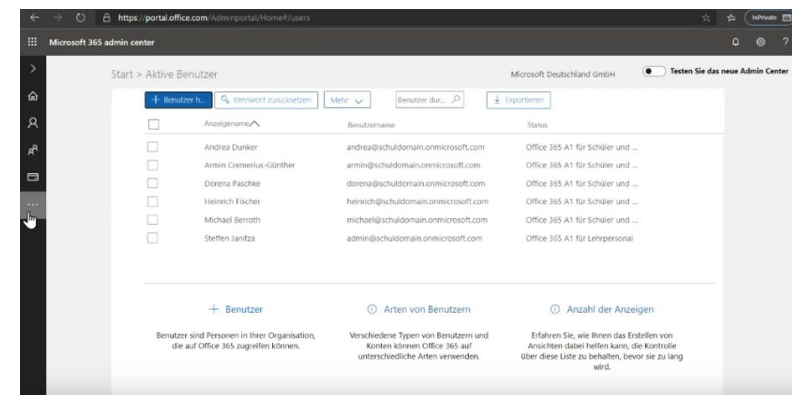 https://portal.office.com/Adminportal/Home#/users
InPrivate
Microsoft 365 admin center
?
Start > Aktive Benutzer
Microsoft Deutschland GmbH
Testen Sie das neue Admin Center
+ Benutzer h...
Kennwort zurücksetzen
Mehr
Benutzer dur...
Exportieren
Anzeigename
Benutzername
Status
Andrea Dunker andrea@schuldomain.onmicrosoft.com Office 365 A1 für Schüler und ...
Armin Cremerius-Günther armin@schuldomain.onmicrosoft.com Office 365 A1 für Schüler und ...
Dorena Paschke dorena@schuldomain.onmicrosoft.com Office 365 A1 für Schüler und ...
Heinrich Fischer heinrich@schuldomain.onmicrosoft.com Office 365 A1 für Schüler und ...
Michael Berroth michael@schuldomain.onmicrosoft.com Office 365 A1 für Schüler und ...
Steffen Janitza admin@schuldomain.onmicrosoft.com Office 365 A1 für Lehrpersonal
+ Benutzer
Benutzer sind Personen in Ihrer Organisation,
die auf Office 365 zugreifen können.
Arten von Benutzern
Verschiedene Typen von Benutzern und
Konten können Office 365 auf
unterschiedliche Arten verwenden.
Anzahl der Anzeigen
Erfahren Sie, wie Ihnen das Erstellen von
Ansichten dabei helfen kann, die Kontrolle
über diese Liste zu behalten, bevor sie zu lang
wird.